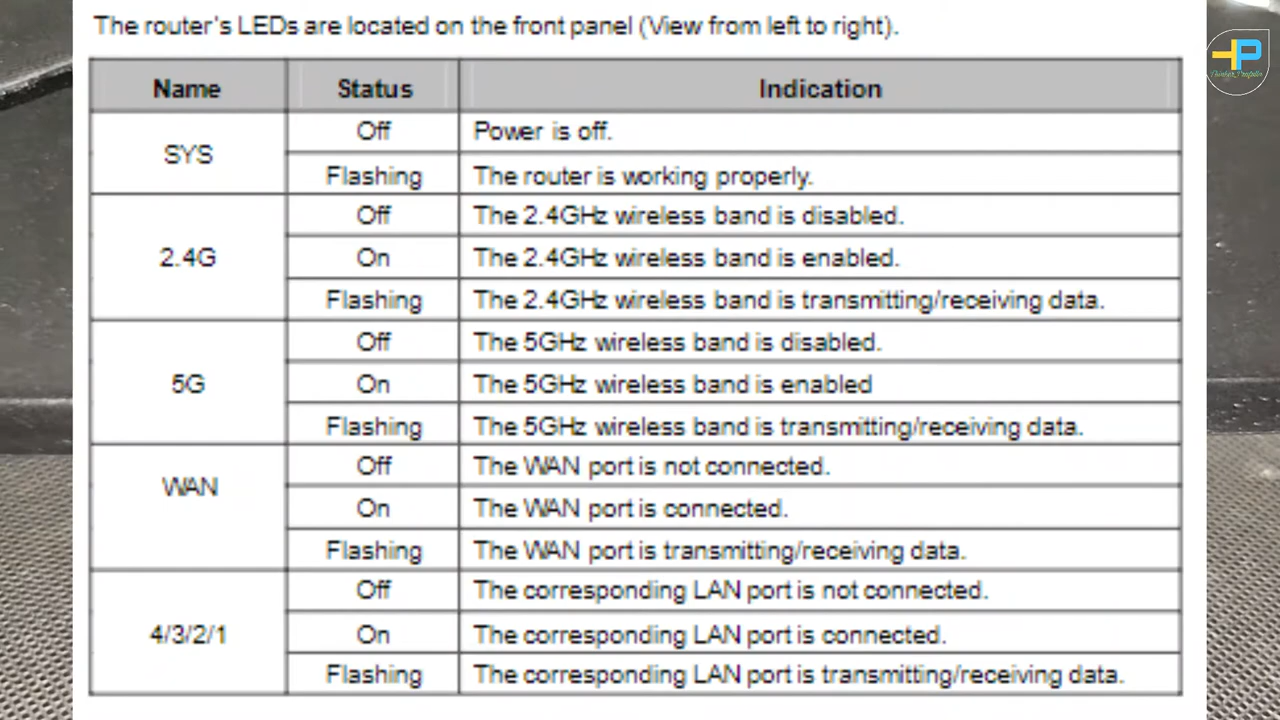 The router's LEDs are located on the front panel (View from left to right).
Name Status Indication
SYS
Off Power is off.
Flashing The router is working properly.
2.4G
Off The 2.4GHz wireless band is disabled.
On The 2.4GHz wireless band is enabled.
Flashing The 2.4GHz wireless band is transmitting/receiving data.
5G
Off The 5GHz wireless band is disabled.
On The 5GHz wireless band is enabled
Flashing The 5GHz wireless band is transmitting/receiving data.
WAN
Off The WAN port is not connected.
On The WAN port is connected.
Flashing The WAN port is transmitting/receiving data.
4/3/2/1
Off The corresponding LAN port is not connected.
On The corresponding LAN port is connected.
Flashing The corresponding LAN port is transmitting/receiving data.